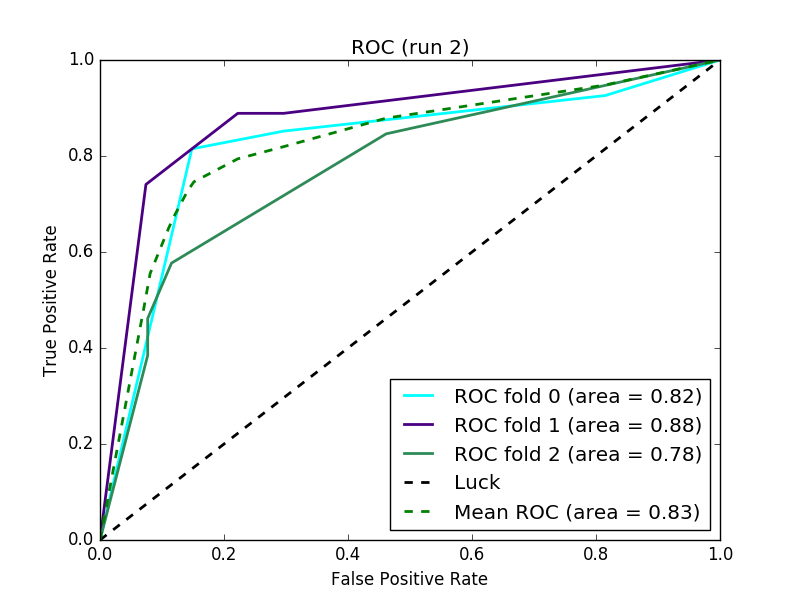 ROC (run 2)
1.0
0.8
0.6
0.4
0.2
0.0
True Positive Rate
ROC fold 0 (area = 0.82)
ROC fold 1 (area = 0.88)
ROC fold 2 (area = 0.78)
Luck
Mean ROC (area = 0.83)
0.0 0.2 0.4 0.6 0.8 1.0
False Positive Rate